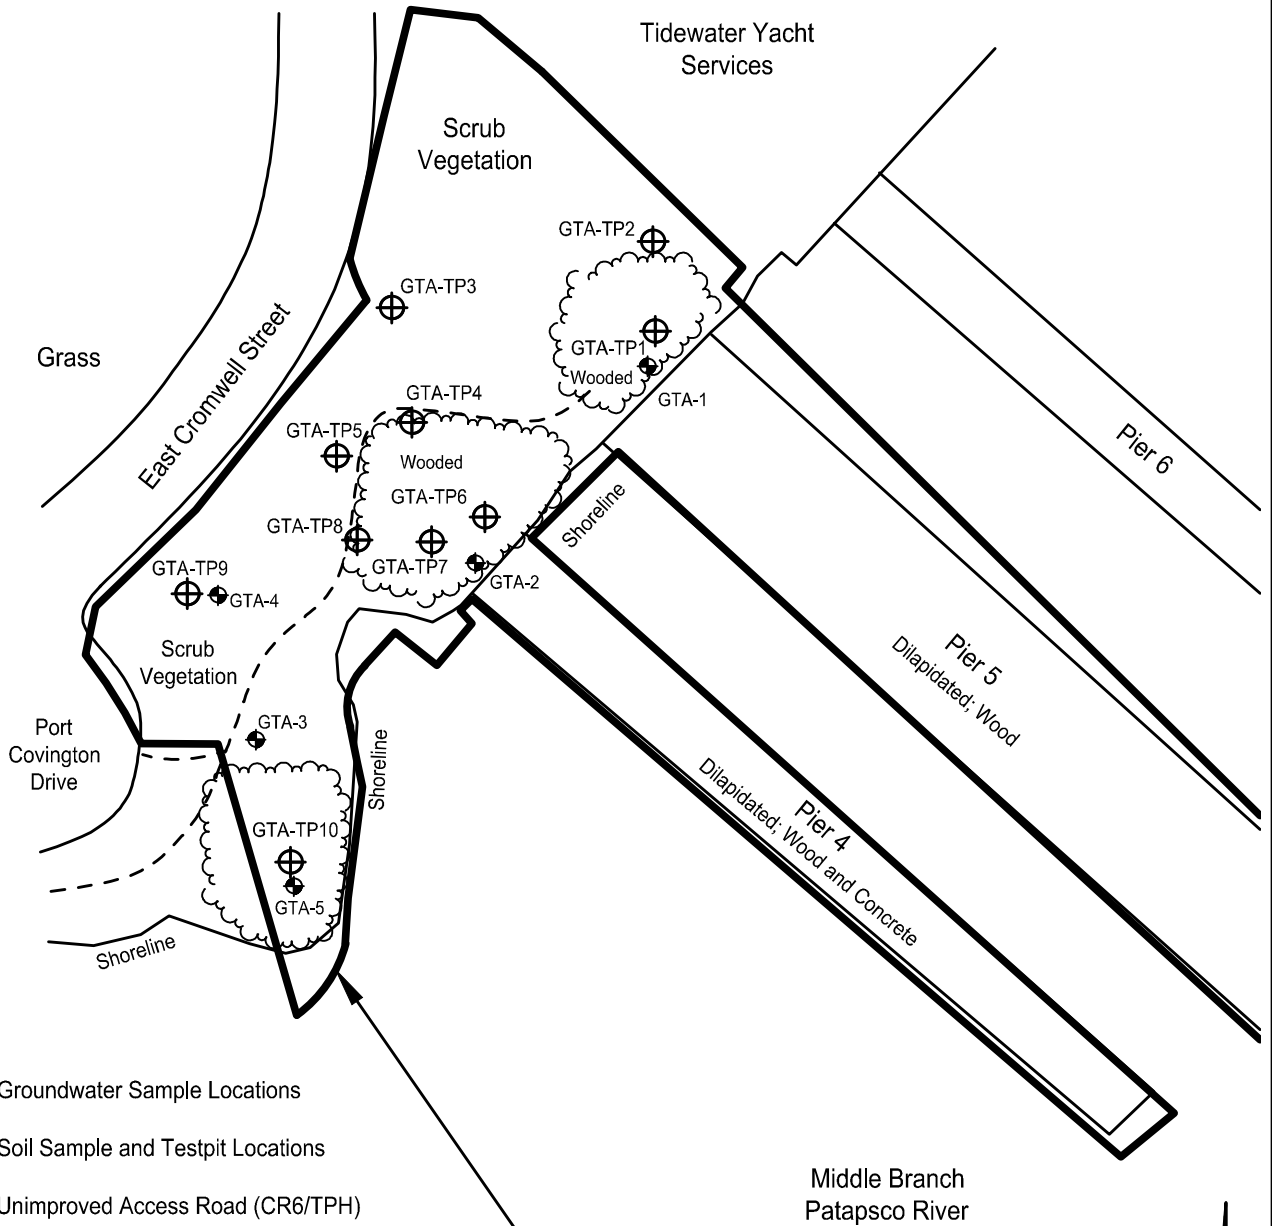 Tidewater Yacht
Services
Scrub
Vegetation
GTA-TP2
GTA-TP3
GTA-TP1
Wooded
GTA-1
Grass
East Cromwell Street
GTA-TP4
GTA-TP5
Wooded
GTA-TP6
GTA-TP8
GTA-TP7
GTA-2
Shoreline
Pier 6
GTA-TP9
GTA-4
Scrub
Vegetation
Pier 5
Dilapidated; Wood
Port
Covington
Drive
GTA-3
Shoreline
Pier 4
Dilapidated; Wood and Concrete
GTA-TP10
GTA-5
Shoreline
Groundwater Sample Locations
Soil Sample and Testpit Locations
Unimproved Access Road (CR6/TPH)
Middle Branch
Patapsco River